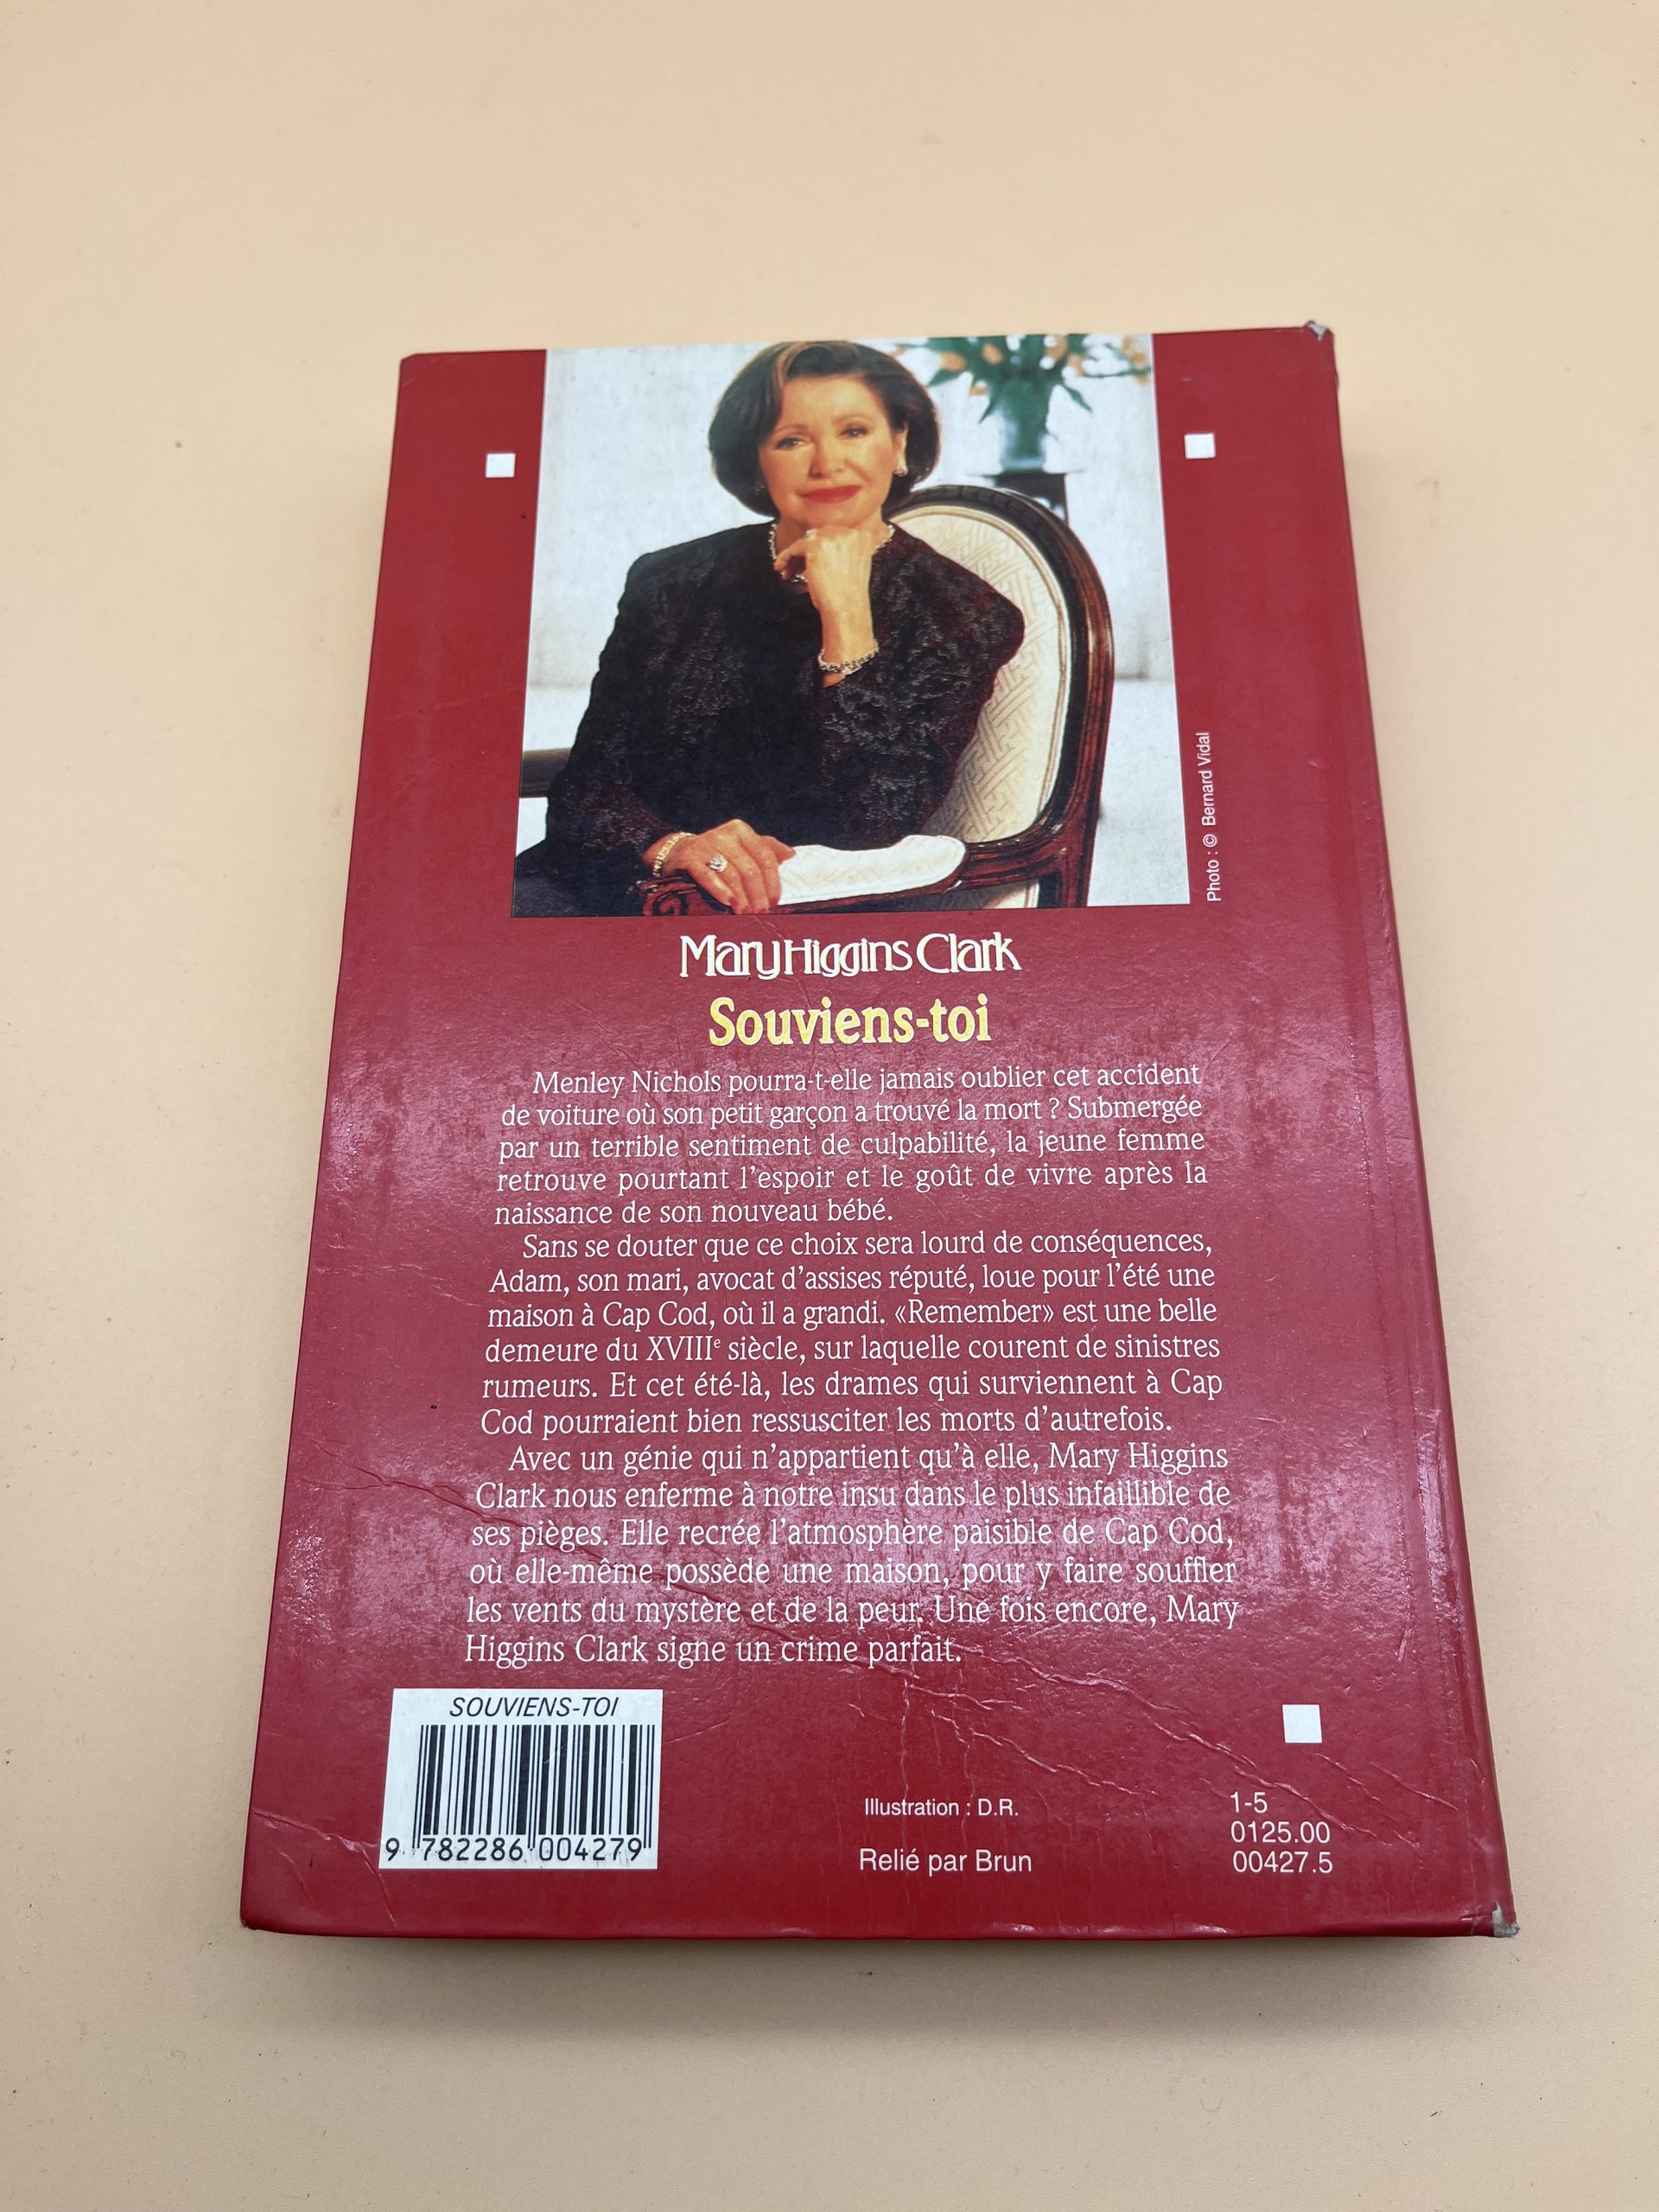 Photo : © Bernard Vidal
Mary Higgins Clark
Souviens-toi
Menley Nichols pourra-t-elle jamais oublier cet accident
de voiture où son petit garçon a trouvé la mort ? Submergée
par un terrible sentiment de culpabilité, la jeune femme
retrouve pourtant l'espoir et le goût de vivre après la
naissance de son nouveau bébé.
Sans se douter que ce choix sera lourd de conséquences,
Adam, son mari, avocat d'assises réputé, loue pour l'été une
maison à Cap Cod, où il a grandi. «Remember» est une belle
demeure du XVIIIe siècle, sur laquelle courent de sinistres
rumeurs. Et cet été-là, les drames qui surviennent à Cap
Cod pourraient bien ressusciter les morts d'autrefois.
Avec un génie qui n'appartient qu'à elle, Mary Higgins
Clark nous enferme à notre insu dans le plus infaillible de
ses pièges. Elle recrée l'atmosphère paisible de Cap Cod,
où elle-même possède une maison, pour y faire souffler
les vents du mystère et de la peur. Une fois encore, Mary
Higgins Clark signe un crime parfait.
SOUVIENS-TOI
9 782286 004279
Illustration : D.R.
Relié par Brun
1-5
0125.00
00427.5